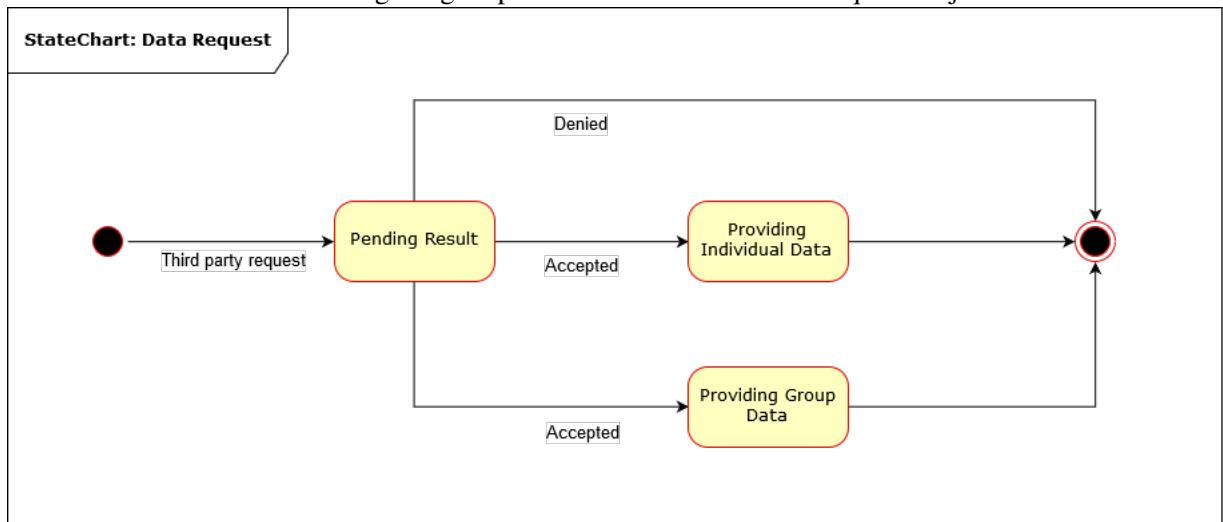 StateChart: Data Request
Denied
Third party request
Pending Result
Accepted
Providing
Individual Data
Accepted
Providing Group
Data